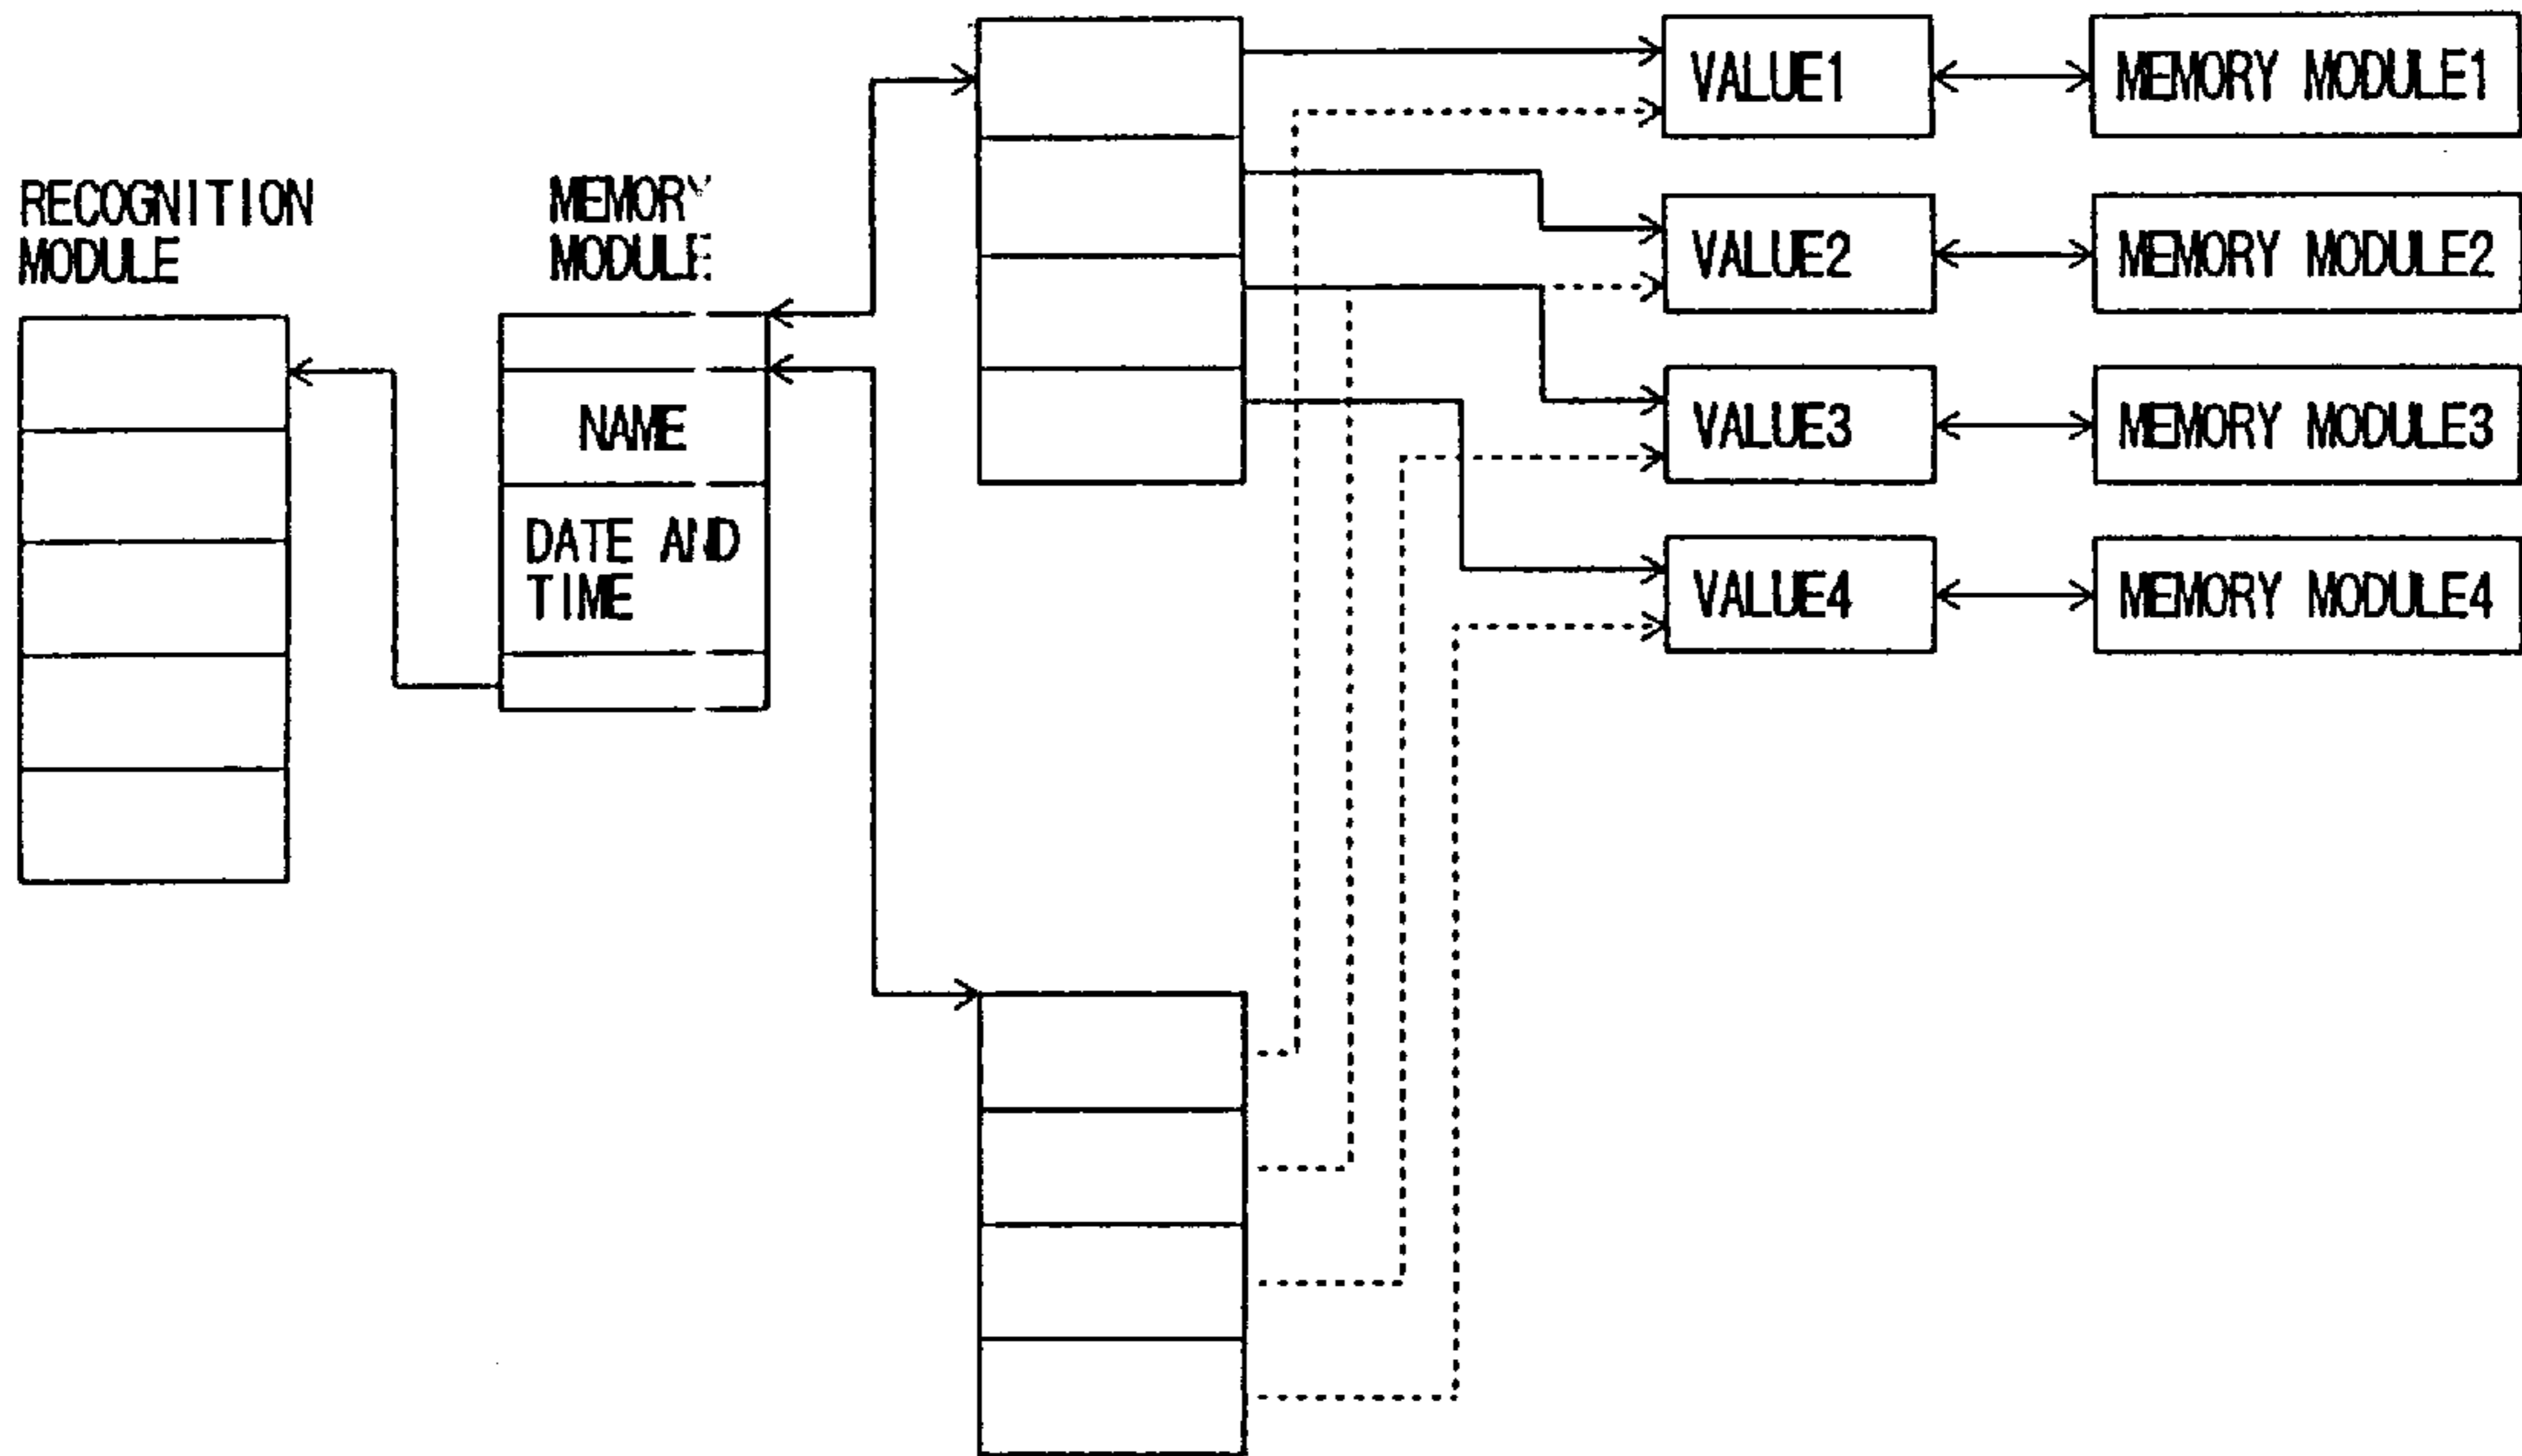 RECOGNITION
MODULE
MEMORY
MODULE
NAME
DATE AND
TIME
VALUE1
MEMORY MODULE1
VALUE2
MEMORY MODULE2
VALUE3
MEMORY MODULE3
VALUE4
MEMORY MODULE4